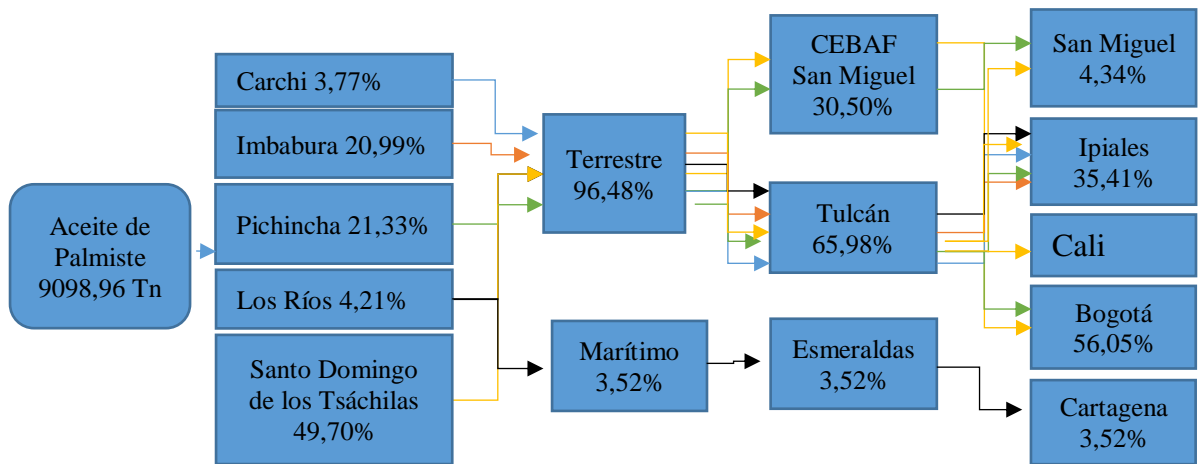 Aceite de
Palmiste
9098,96 Tn
Carchi 3,77%
Imbabura 20,99%
Pichincha 21,33%
Los Ríos 4,21%
Santo Domingo
de los Tsáchilas
49,70%
Terrestre
96,48%
Marítimo
3,52%
CEBAF
San Miguel
30,50%
Tulcán
65,98%
Esmeraldas
3,52%
San Miguel
4,34%
Ipiales
35,41%
Cali
Bogotá
56,05%
Cartagena
3,52%